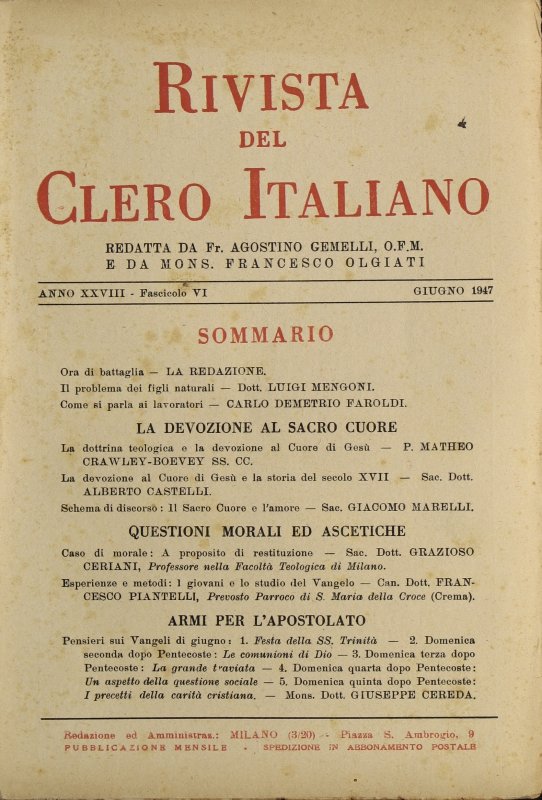 RIVISTA
DEL
CLERO ITALIANO
REDATTA DA Fr. AGOSTINO GEMELLI, O.F.M.
E DA MONS. FRANCESCO OLGIATI
ANNO XXVIII - Fascicolo VI GIUGNO 1947
SOMMARIO
Ora di battaglia — LA REDAZIONE.
Il problema dei figli naturali — Dott. LUIGI MENGONI.
Come si parla ai lavoratori — CARLO DEMETRIO FAROLDI.
LA DEVOZIONE AL SACRO CUORE
La dottrina teologica e la devozione al Cuore di Gesù — P. MATHEO
CRAWLEY-BOEVEY SS. CC.
La devozione al Cuore di Gesù e la storia del secolo XVII — Sac. Dott.
ALBERTO CASTELLI.
Schema di discorso: Il Sacro Cuore e l'amore — Sac. GIACOMO MARELLI.
QUESTIONI MORALI ED ASCETICHE
Caso di morale: A proposito di restituzione — Sac. Dott. GRAZIOSO
CERIANI, Professore nella Facoltà Teologica di Milano.
Esperienze e metodi: I giovani e lo studio del Vangelo — Can. Dott. FRAN-
CESCO PIANTELLI, Prevosto Parroco di S. Maria della Croce (Crema).
ARMI PER L'APOSTOLATO
Pensieri sui Vangeli di giugno: 1. Festa della SS. Trinità — 2. Domenica
seconda dopo Pentecoste: Le comunioni di Dio — 3. Domenica terza dopo
Pentecoste: La grande traviata — 4. Domenica quarta dopo Pentecoste:
Un aspetto della questione sociale — 5. Domenica quinta dopo Pentecoste:
I precetti della carità cristiana. — Mons. Dott. GIUSEPPE CEREDA.
Redazione ed Amministraz.: MILANO (3/20) - Piazza S. Ambrogio, 9
PUBBLICAZIONE MENSILE - SPEDIZIONE IN ABBONAMENTO POSTALE